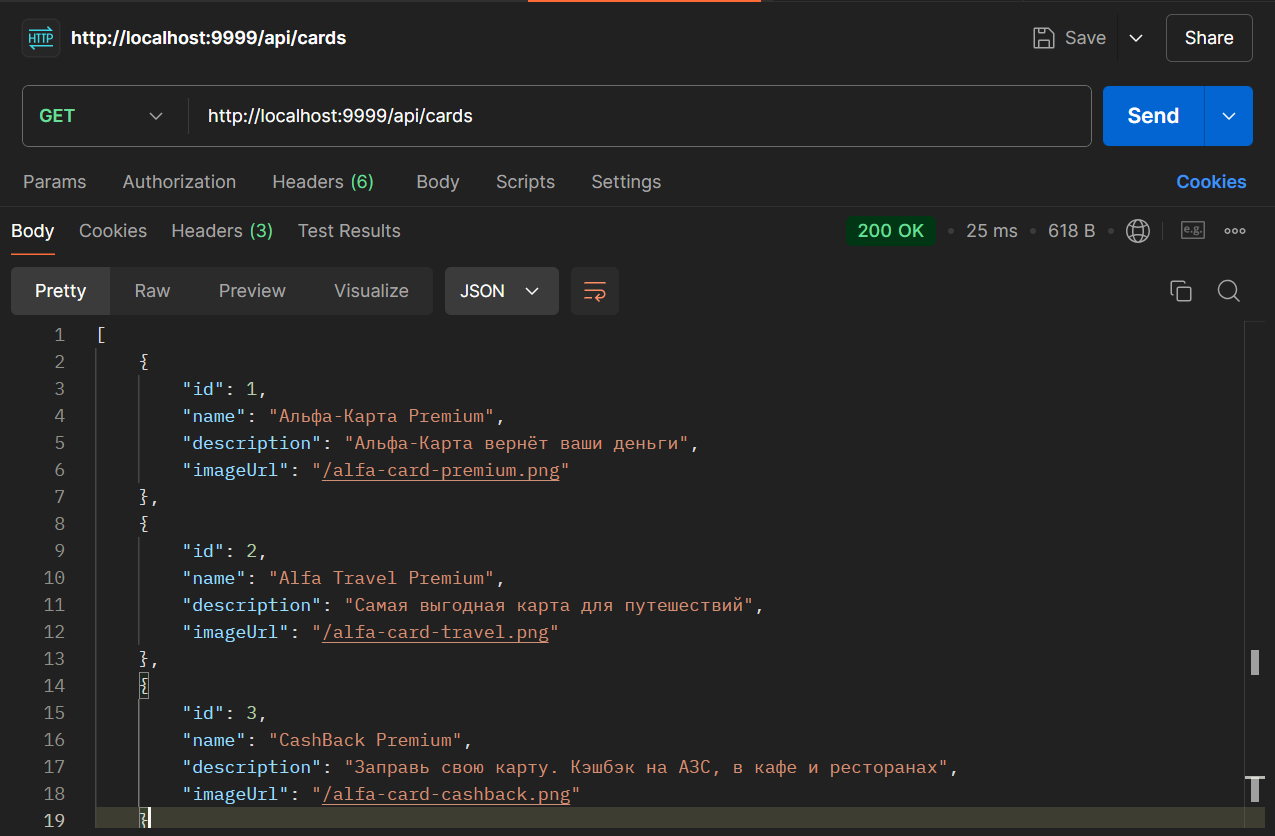 HTTP http://localhost:9999/api/cards Save Share
GET http://localhost:9999/api/cards Send
Params Authorization Headers (6) Body Scripts Settings Cookies
Body Cookies Headers (3) Test Results 200 OK • 25 ms • 618 B • e.g.
Pretty Raw Preview Visualize JSON
1 [
2 {
3 "id": 1,
4 "name": "Альфа-Карта Premium",
5 "description": "Альфа-Карта вернёт ваши деньги",
6 "imageUrl": "/alfa-card-premium.png"
7 },
8 {
9 "id": 2,
10 "name": "Alfa Travel Premium",
11 "description": "Самая выгодная карта для путешествий",
12 "imageUrl": "/alfa-card-travel.png"
13 },
14 {
15 "id": 3,
16 "name": "CashBack Premium",
17 "description": "Заправь свою карту. Кэшбэк на АЗС, в кафе и ресторанах",
18 "imageUrl": "/alfa-card-cashback.png"
19 }